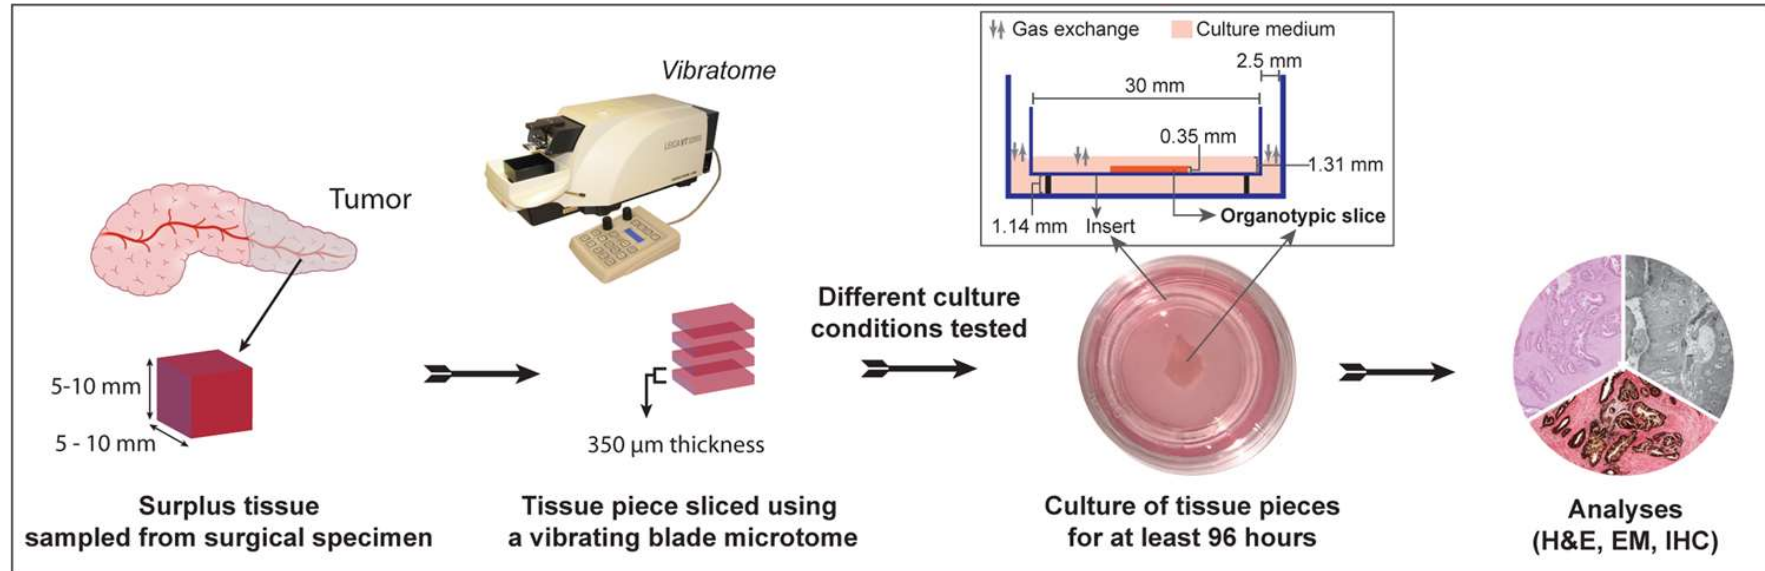 Tumor
5-10 mm
5 - 10 mm
Surplus tissue
sampled from surgical specimen
Vibratome
350 µm thickness
Tissue piece sliced using
a vibrating blade microtome
Different culture
conditions tested
Gas exchange
Culture medium
2.5 mm
30 mm
0.35 mm
1.31 mm
1.14 mm
Insert
Organotypic slice
Culture of tissue pieces
for at least 96 hours
Analyses
(H&E, EM, IHC)